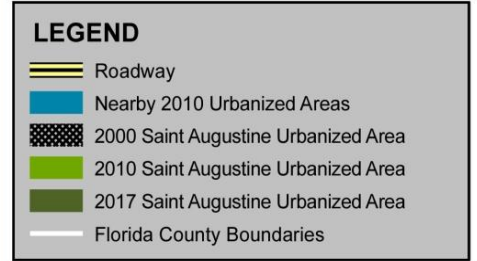 LEGEND
Roadway
Nearby 2010 Urbanized Areas
2000 Saint Augustine Urbanized Area
2010 Saint Augustine Urbanized Area
2017 Saint Augustine Urbanized Area
Florida County Boundaries